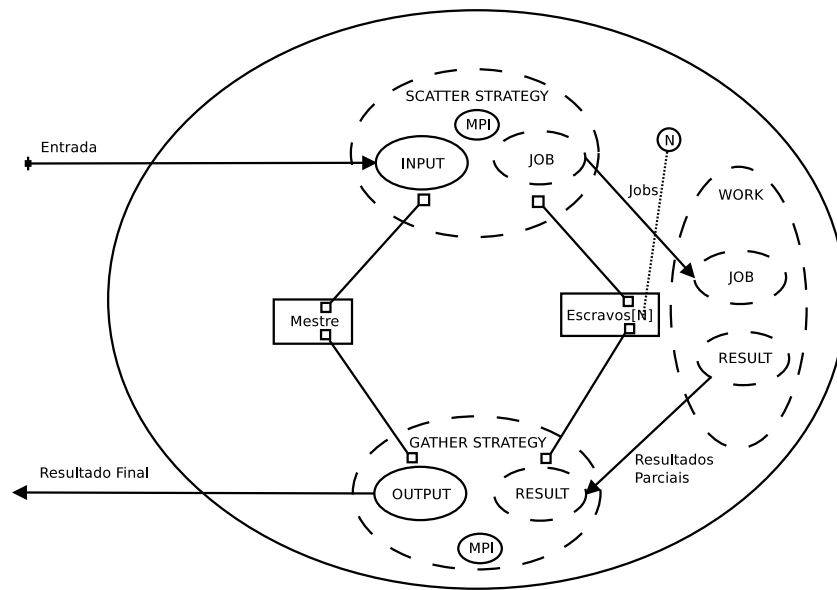 SCATTER STRATEGY
MPI
N
Entrada
INPUT
JOB
Jobs
WORK
JOB
Mestre
Escravos[N]
RESULT
GATHER STRATEGY
Resultado Final
OUTPUT
RESULT
Resultados
Parciais
MPI